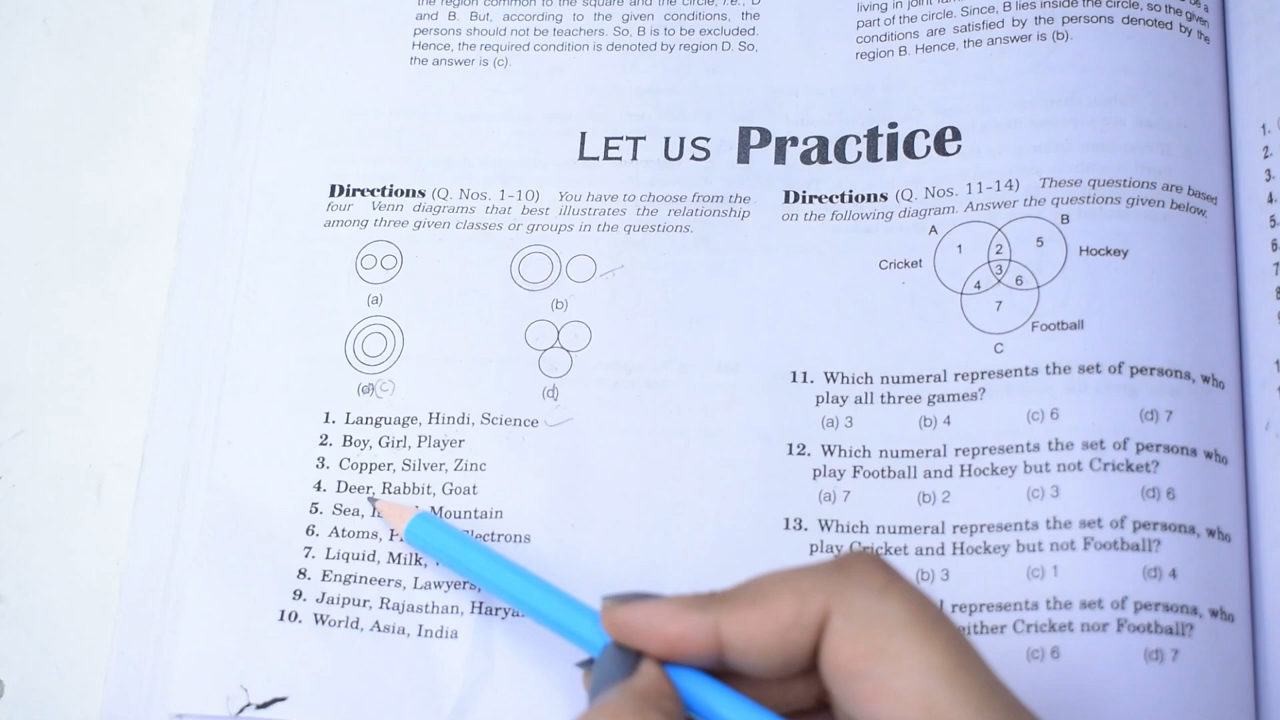 the region common to the square and the circle, i.e., D
and B. But, according to the given conditions, the
persons should not be teachers. So, B is to be excluded.
Hence, the required condition is denoted by region D. So,
the answer is (c).
living in joint
part of the circle. Since, B lies inside the circle, so the given
conditions are satisfied by the persons denoted by the
region B. Hence, the answer is (b).
LET US Practice
Directions (Q. Nos. 1-10) You have to choose from the
four Venn diagrams that best illustrates the relationship
among three given classes or groups in the questions.
(a)
(b)
(c)
(d)
1. Language, Hindi, Science
2. Boy, Girl, Player
3. Copper, Silver, Zinc
4. Deer, Rabbit, Goat
5. Sea, Mountain
6. Atoms,
7. Liquid, Milk,
8. Engineers, Lawyers,
9. Jaipur, Rajasthan,
10. World, Asia, India
Directions (Q. Nos. 11-14) These questions are based
on the following diagram. Answer the questions given below.
A
B
Cricket
1
2
5
Hockey
3
4
6
7
Football
C
11. Which numeral represents the set of persons, who
play all three games?
(a) 3 (b) 4 (c) 6 (d) 7
12. Which numeral represents the set of persons who
play Football and Hockey but not Cricket?
(a) 7 (b) 2 (c) 3 (d) 6
13. Which numeral represents the set of persons, who
play Cricket and Hockey but not Football?
(b) 3 (c) 1 (d) 4
represents the set of persons, who
either Cricket nor Football?
(c) 6 (d) 7
1.
2.
3.
4.
5.
6.